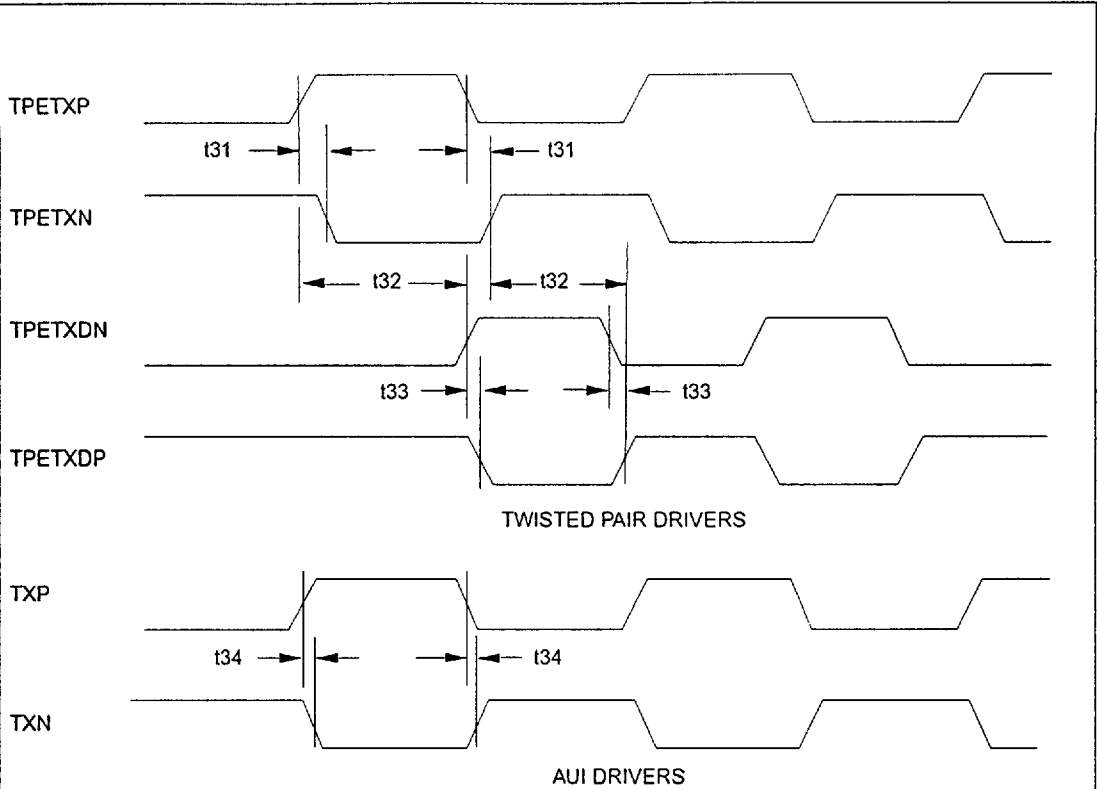 TPETXP
t31 t31
TPETXN
t32 t32
TPETXDN
t33 t33
TPETXDP
TWISTED PAIR DRIVERS
TXP
t34 t34
TXN
AUI DRIVERS